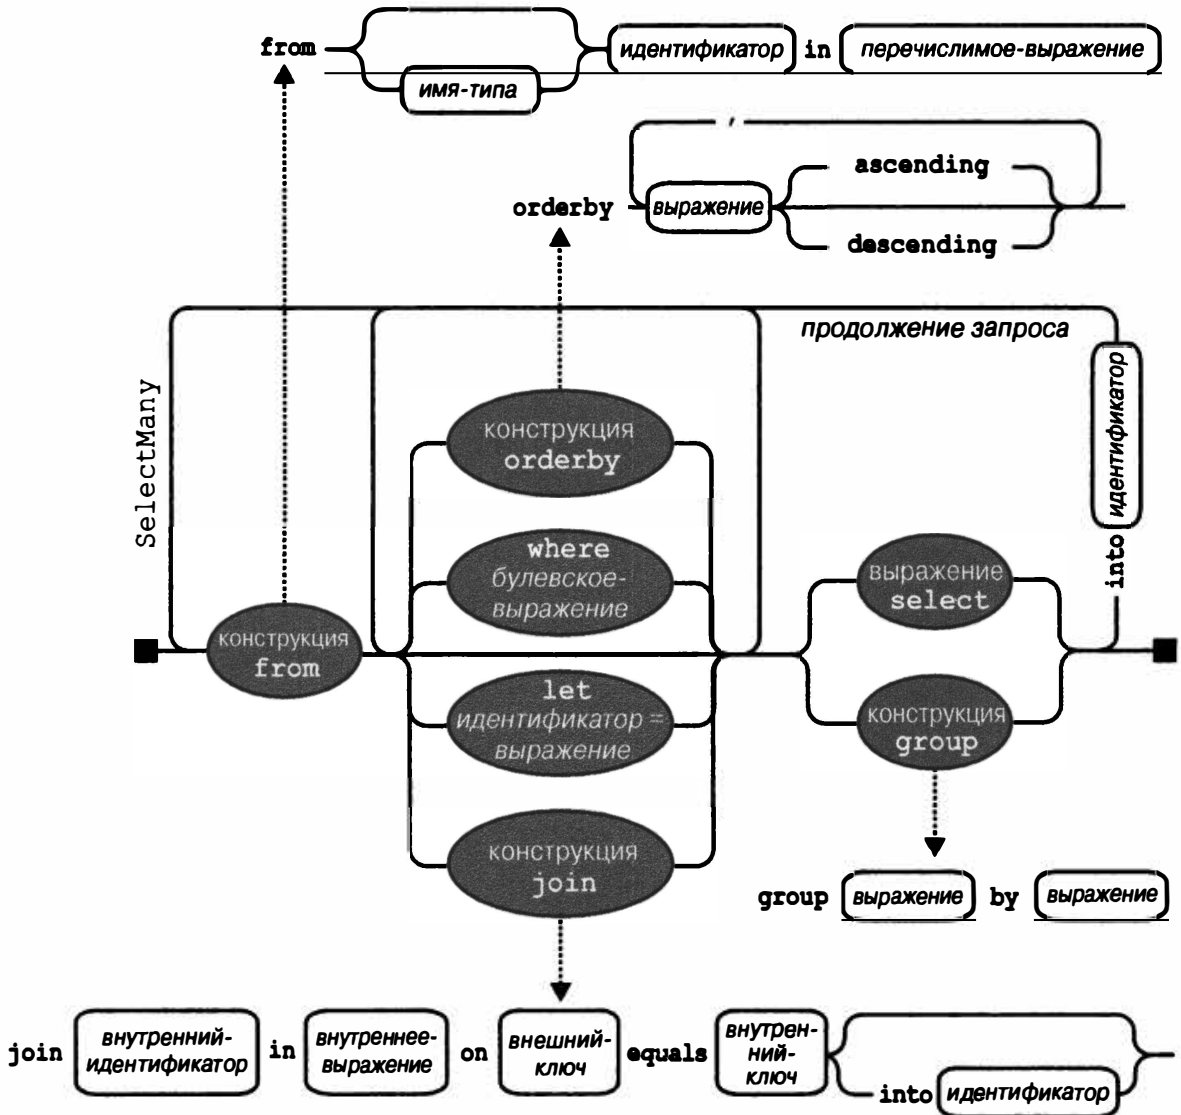 from идентификатор in перечислимое-выражение
имя-типа
,
ascending
orderby выражение
descending
продолжение запроса
SelectMany
идентификатор
into
конструкция
orderby
where
булевское-
выражение
выражение
select
конструкция
from
let
идентификатор =
выражение
конструкция
group
конструкция
join
group выражение by выражение
join внутренний-
идентификатор
in внутреннее-
выражение
on внешний-
ключ
equals внутрен-
ний-
ключ
into идентификатор